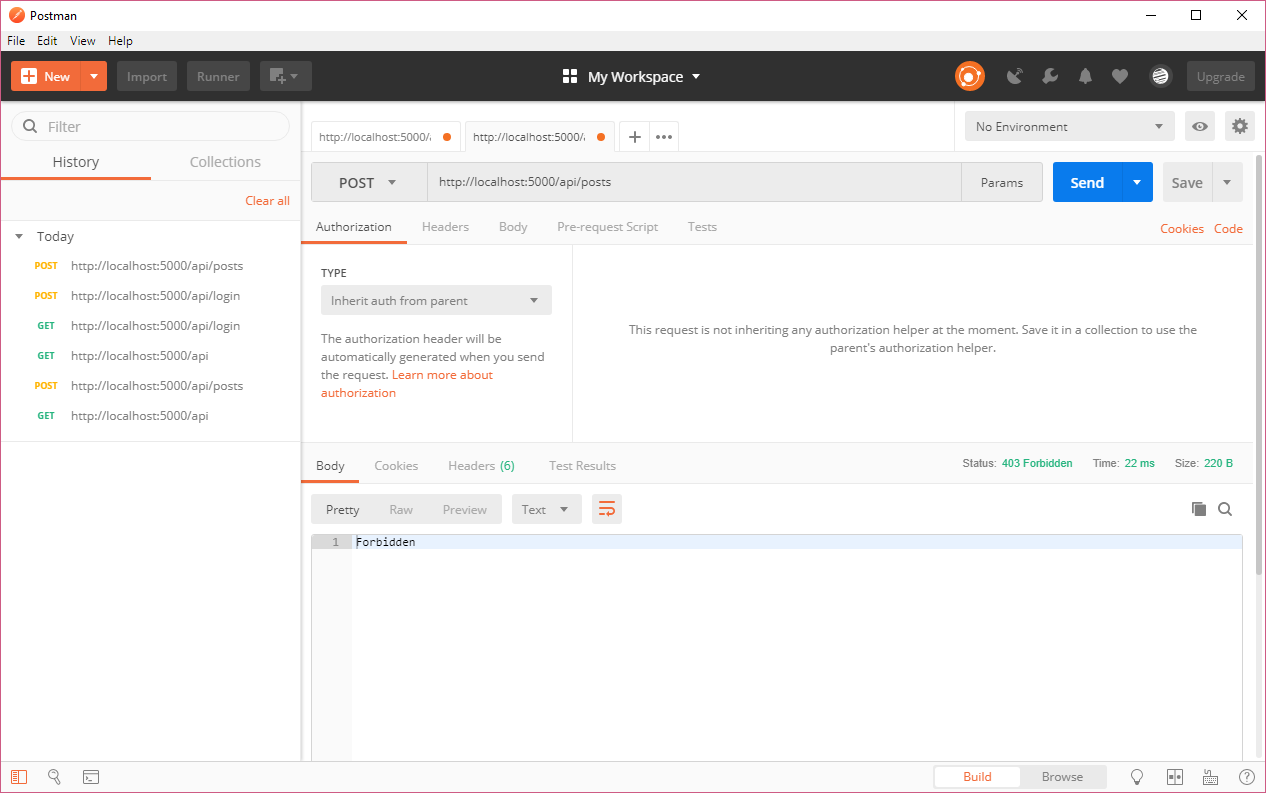 Postman
File Edit View Help
New Import Runner My Workspace Upgrade
Filter
History Collections
Clear all
Today
POST http://localhost:5000/api/posts
POST http://localhost:5000/api/login
GET http://localhost:5000/api/login
GET http://localhost:5000/api
POST http://localhost:5000/api/posts
GET http://localhost:5000/api
http://localhost:5000/ http://localhost:5000/ No Environment
POST http://localhost:5000/api/posts Params Send Save
Authorization Headers Body Pre-request Script Tests Cookies Code
TYPE
Inherit auth from parent
The authorization header will be
automatically generated when you send
the request. Learn more about
authorization
This request is not inheriting any authorization helper at the moment. Save it in a collection to use the
parent's authorization helper.
Body Cookies Headers (6) Test Results Status: 403 Forbidden Time: 22 ms Size: 220 B
Pretty Raw Preview Text
1 Forbidden
Build Browse